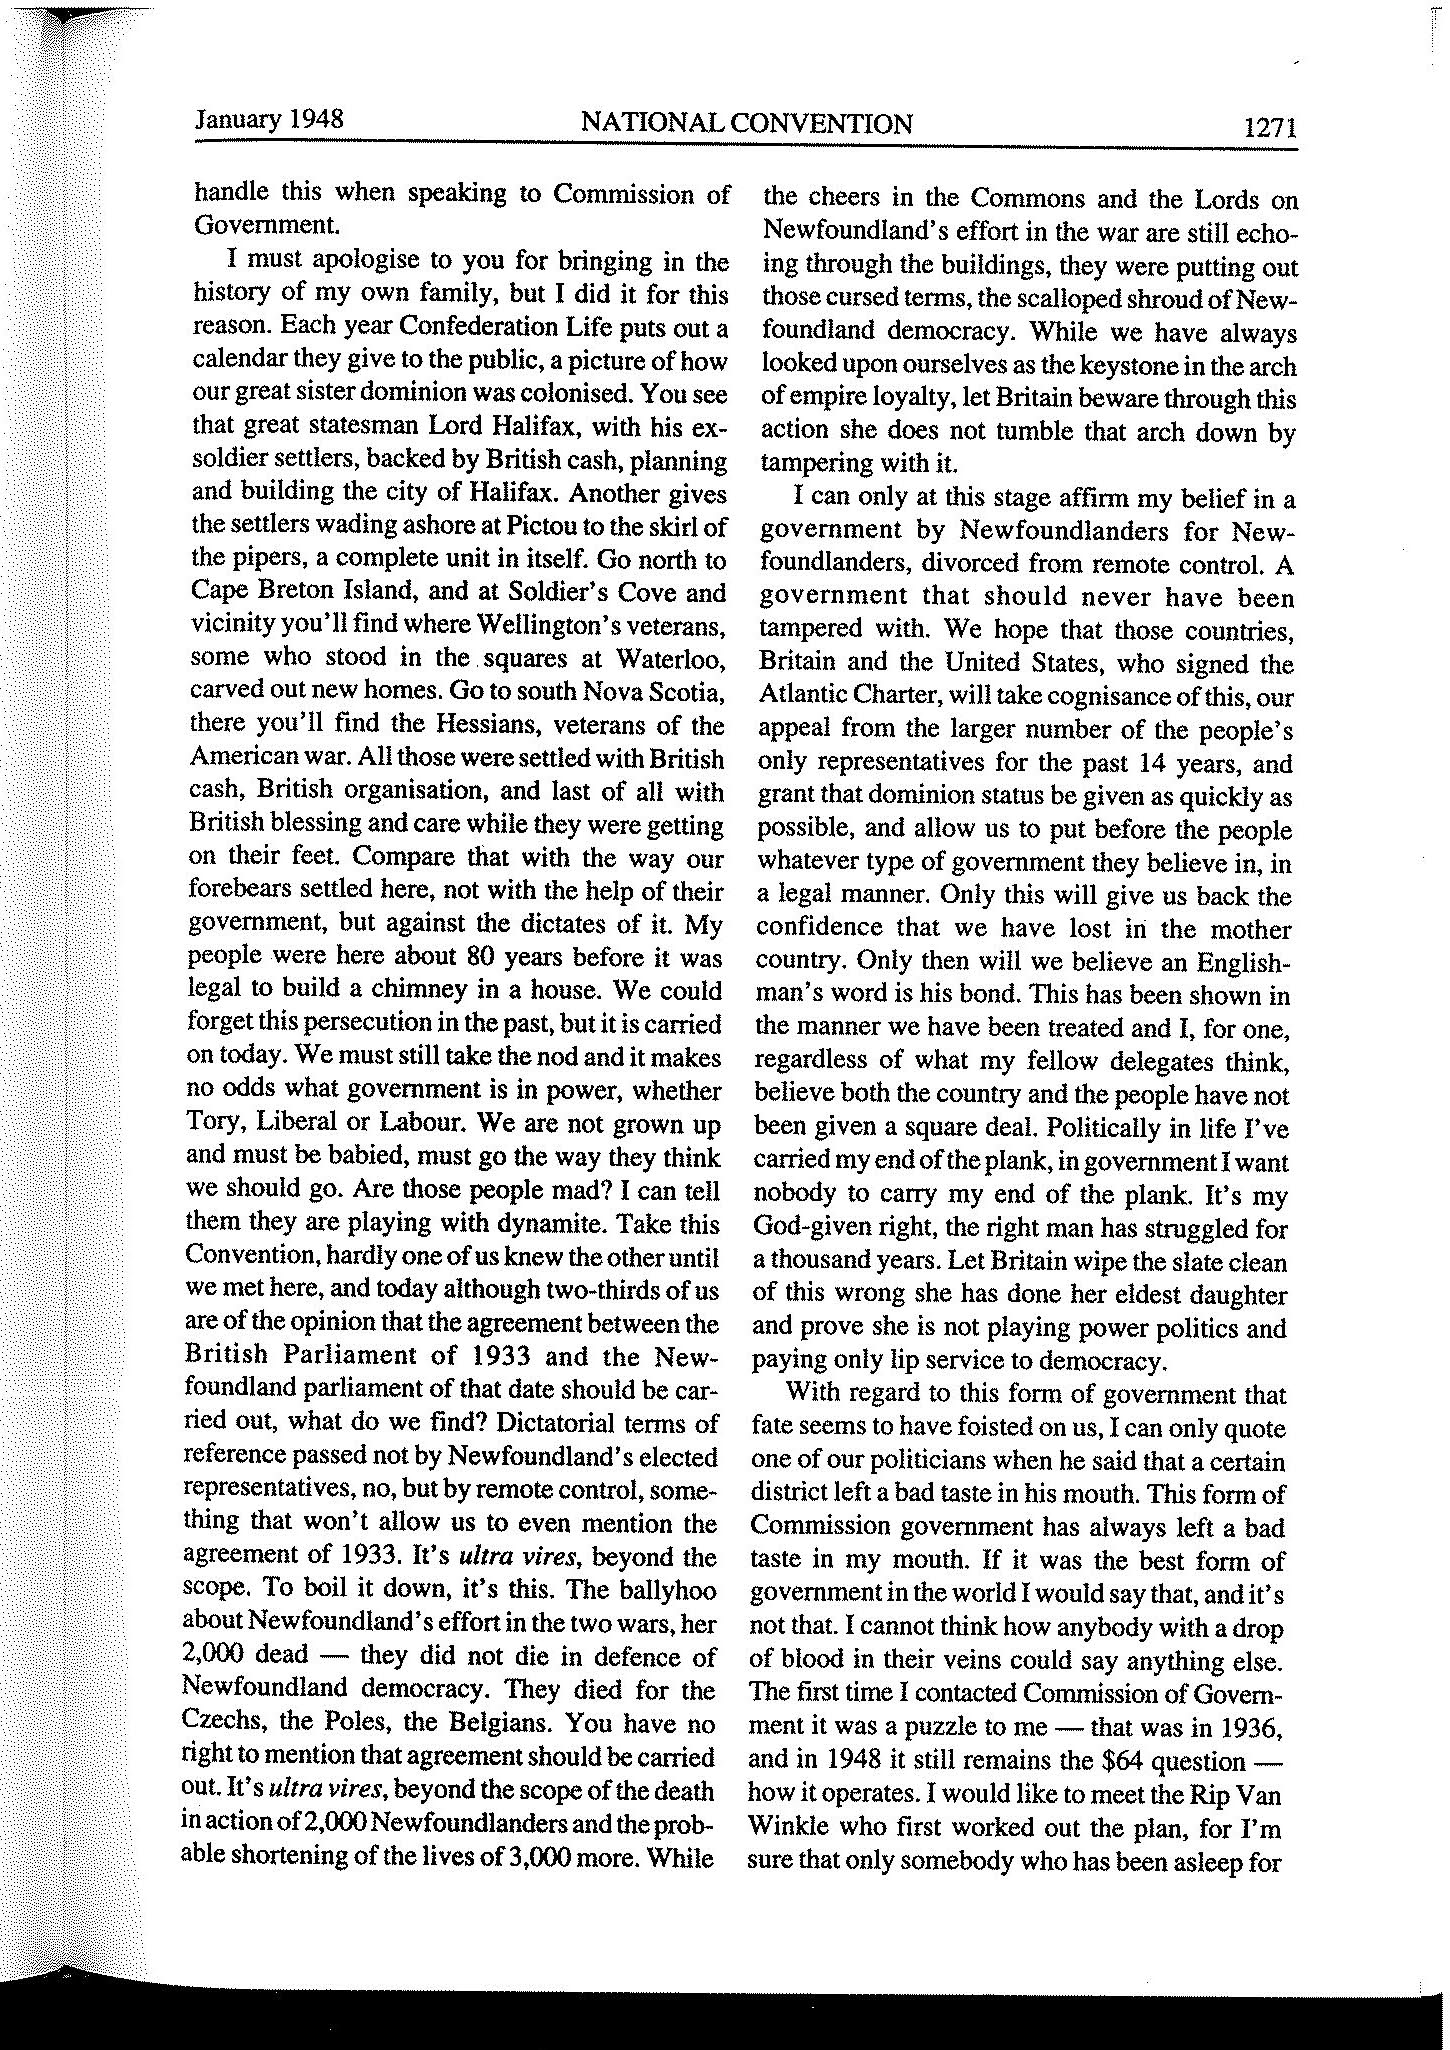 January 1948
NATIONAL CONVENTION
1271
handle this when speaking to Commission of
Government.
I must apologise to you for bringing in the
history of my own family, but I did it for this
reason. Each year Confederation Life puts out a
calendar they give to the public, a picture of how
our great sister dominion was colonised. You see
that great statesman Lord Halifax, with his ex-
soldier settlers, backed by British cash, planning
and building the city of Halifax. Another gives
the settlers wading ashore at Pictou to the skirl of
the pipers, a complete unit in itself. Go north to
Cape Breton Island, and at Soldier's Cove and
vicinity you'll find where Wellington's veterans,
some who stood in the squares at Waterloo,
carved out new homes. Go to south Nova Scotia,
there you'll find the Hessians, veterans of the
American war. All those were settled with British
cash, British organisation, and last of all with
British blessing and care while they were getting
on their feet. Compare that with the way our
forebears settled here, not with the help of their
government, but against the dictates of it. My
people were here about 80 years before it was
legal to build a chimney in a house. We could
forget this persecution in the past, but it is carried
on today. We must still take the nod and it makes
no odds what government is in power, whether
Tory, Liberal or Labour. We are not grown up
and must be babied, must go the way they think
we should go. Are those people mad? I can tell
them they are playing with dynamite. Take this
Convention, hardly one of us knew the other until
we met here, and today although two-thirds of us
are of the opinion that the agreement between the
British Parliament of 1933 and the New-
foundland parliament of that date should be car-
ried out, what do we find? Dictatorial terms of
reference passed not by Newfoundland's elected
representatives, no, but by remote control, some-
thing that won't allow us to even mention the
agreement of 1933. It's ultra vires, beyond the
scope. To boil it down, it's this. The ballyhoo
about Newfoundland's effort in the two wars, her
2,000 dead — they did not die in defence of
Newfoundland democracy. They died for the
Czechs, the Poles, the Belgians. You have no
right to mention that agreement should be carried
out. It's ultra vires, beyond the scope of the death
in action of 2,000 Newfoundlanders and the prob-
able shortening of the lives of 3,000 more. While
the cheers in the Commons and the Lords on
Newfoundland's effort in the war are still echo-
ing through the buildings, they were putting out
those cursed terms, the scalloped shroud of New-
foundland democracy. While we have always
looked upon ourselves as the keystone in the arch
of empire loyalty, let Britain beware through this
action she does not tumble that arch down by
tampering with it.
I can only at this stage affirm my belief in a
government by Newfoundlanders for New-
foundlanders, divorced from remote control. A
government that should never have been
tampered with. We hope that those countries,
Britain and the United States, who signed the
Atlantic Charter, will take cognisance of this, our
appeal from the larger number of the people's
only representatives for the past 14 years, and
grant that dominion status be given as quickly as
possible, and allow us to put before the people
whatever type of government they believe in, in
a legal manner. Only this will give us back the
confidence that we have lost in the mother
country. Only then will we believe an English-
man's word is his bond. This has been shown in
the manner we have been treated and I, for one,
regardless of what my fellow delegates think,
believe both the country and the people have not
been given a square deal. Politically in life I've
carried my end of the plank, in government I want
nobody to carry my end of the plank. It's my
God-given right, the right man has struggled for
a thousand years. Let Britain wipe the slate clean
of this wrong she has done her eldest daughter
and prove she is not playing power politics and
paying only lip service to democracy.
With regard to this form of government that
fate seems to have foisted on us, I can only quote
one of our politicians when he said that a certain
district left a bad taste in his mouth. This form of
Commission government has always left a bad
taste in my mouth. If it was the best form of
government in the world I would say that, and it's
not that. I cannot think how anybody with a drop
of blood in their veins could say anything else.
The first time I contacted Commission of Govern-
ment it was a puzzle to me — that was in 1936,
and in 1948 it still remains the $64 question —
how it operates. I would like to meet the Rip Van
Winkle who first worked out the plan, for I'm
sure that only somebody who has been asleep for